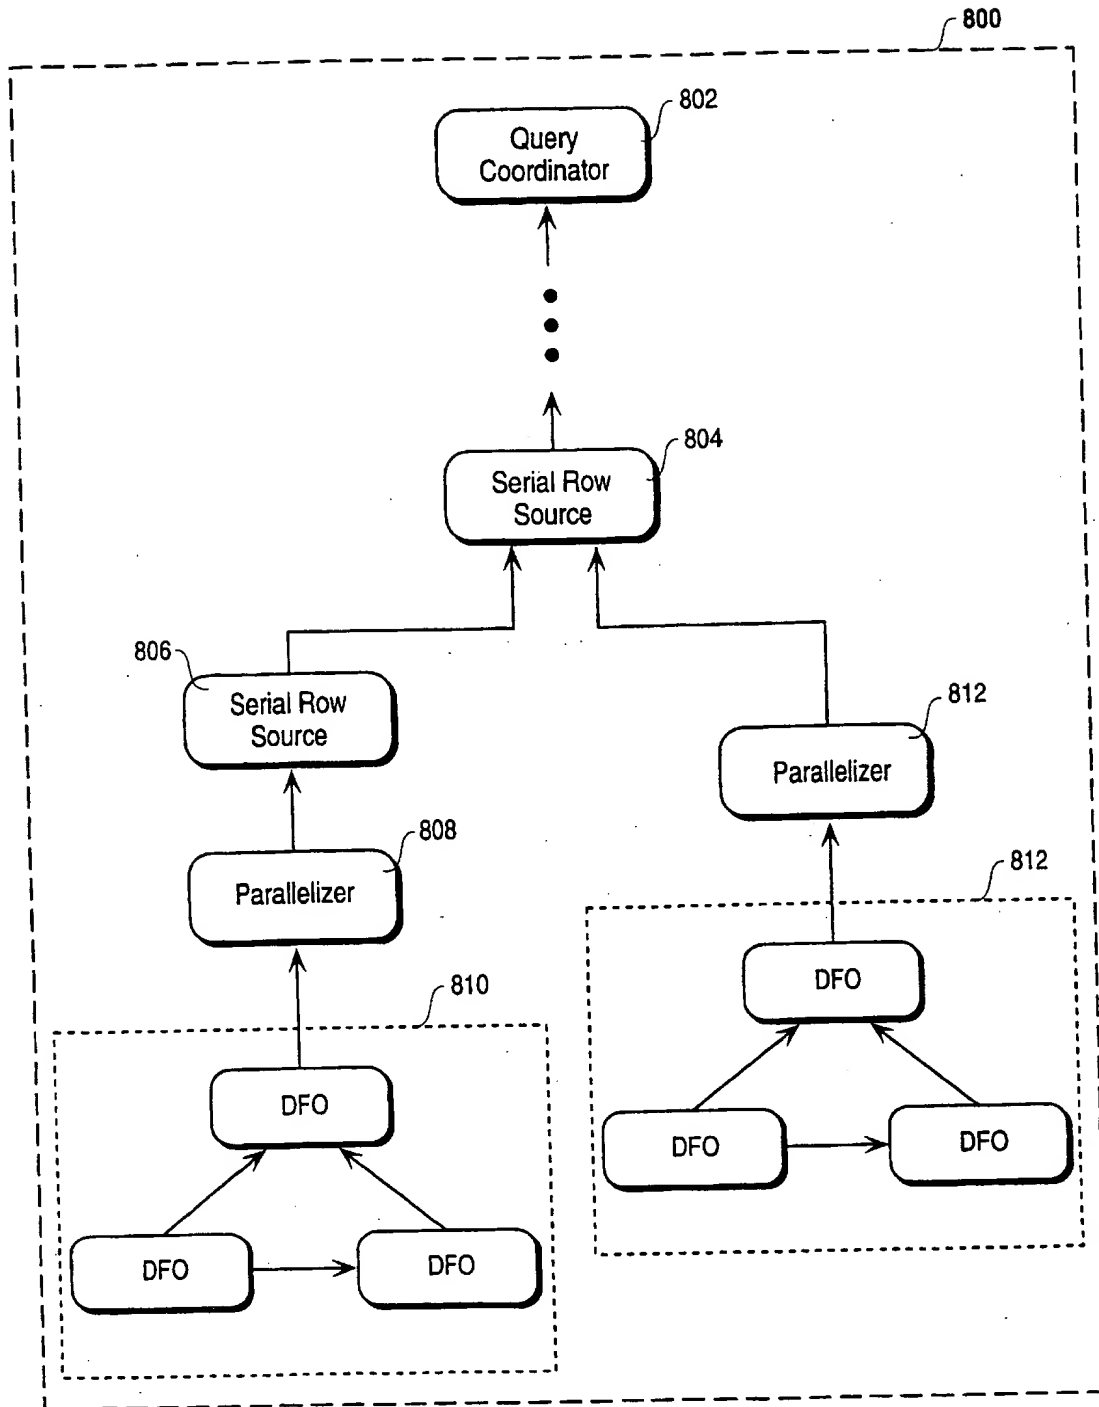 800
802
Query
Coordinator
804
Serial Row
Source
806
Serial Row
Source
812
Parallelizer
808
Parallelizer
812
DFO
810
DFO
DFO
DFO
DFO
DFO